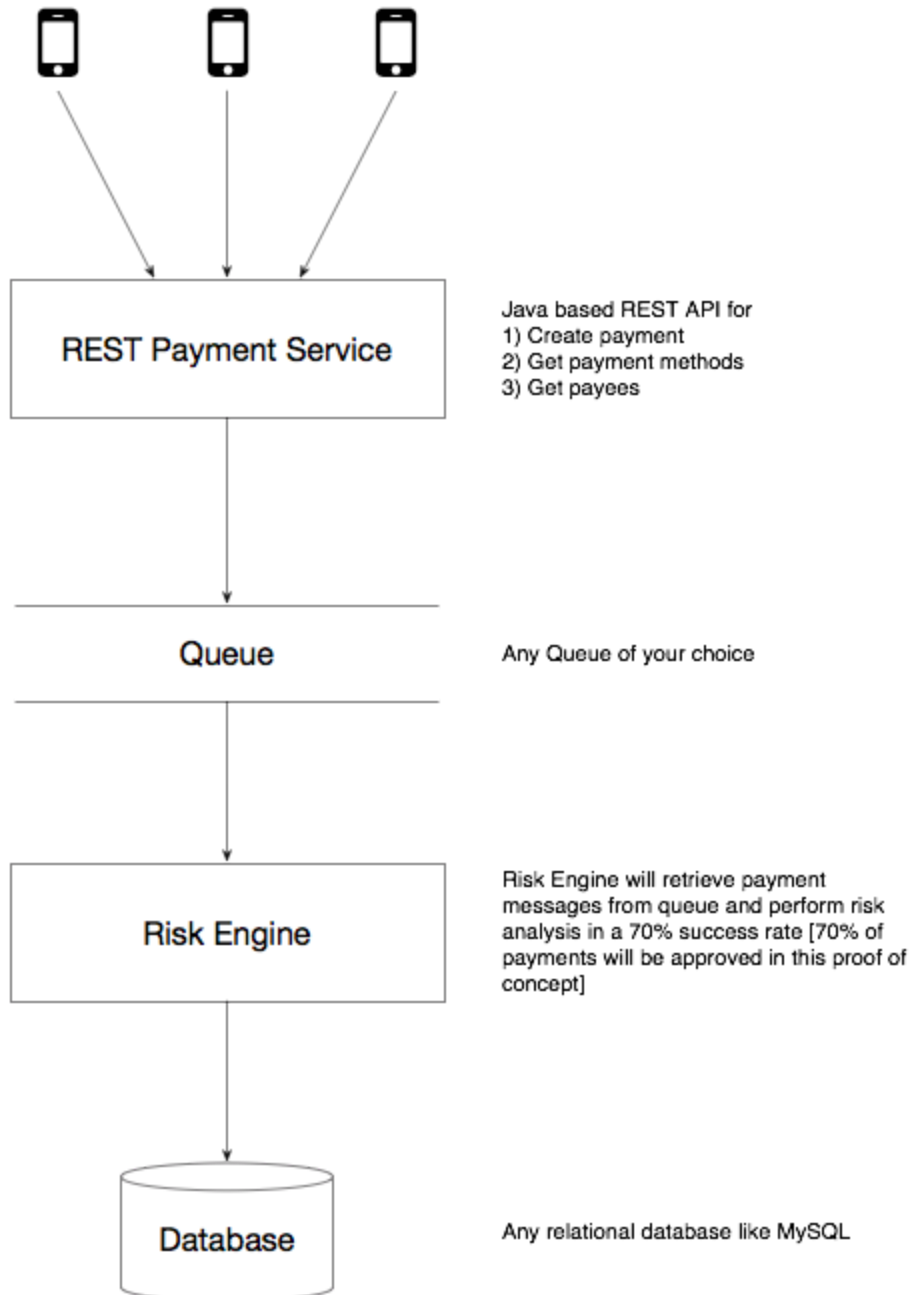 REST Payment Service
Java based REST API for
1) Create payment
2) Get payment methods
3) Get payees
Queue
Any Queue of your choice
Risk Engine
Risk Engine will retrieve payment
messages from queue and perform risk
analysis in a 70% success rate [70% of
payments will be approved in this proof of
concept]
Database
Any relational database like MySQL